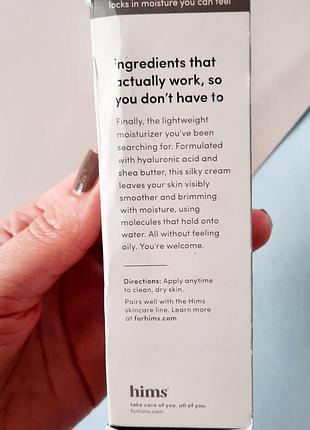 locks in moisture you can feel
ingredients that
actually work, so
you don't have to
Finally, the lightweight
moisturizer you've been
searching for. Formulated
with hyaluronic acid and
shea butter, this silky cream
leaves your skin visibly
smoother and brimming
with moisture, using
molecules that hold onto
water. All without feeling
oily. You're welcome.
Directions: Apply anytime
to clean, dry skin.
Pairs well with the Hims
skincare line. Learn more
at forhims.com
hims
take care of you. all of you.
forhims.com